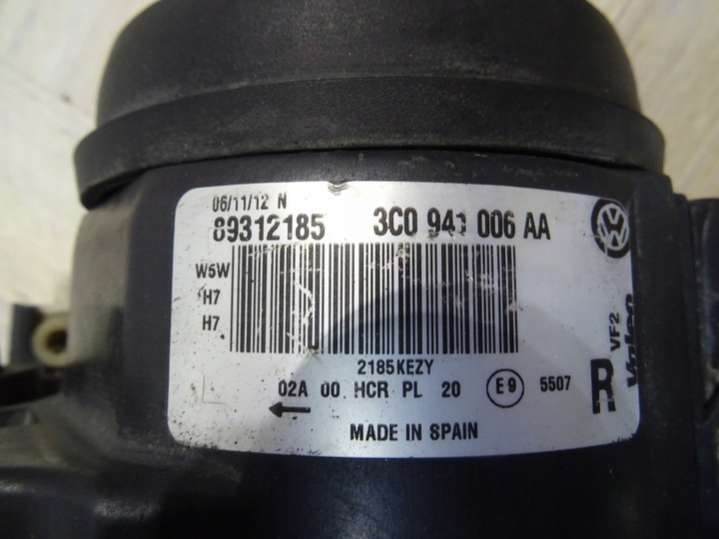 06/11/12 N
89312185 3C0 941 006 AA
W5W
H7
H7
2185KEZY
02A 00. HCR PL 20 E9 5507
MADE IN SPAIN
L
R
VF2
Valeo